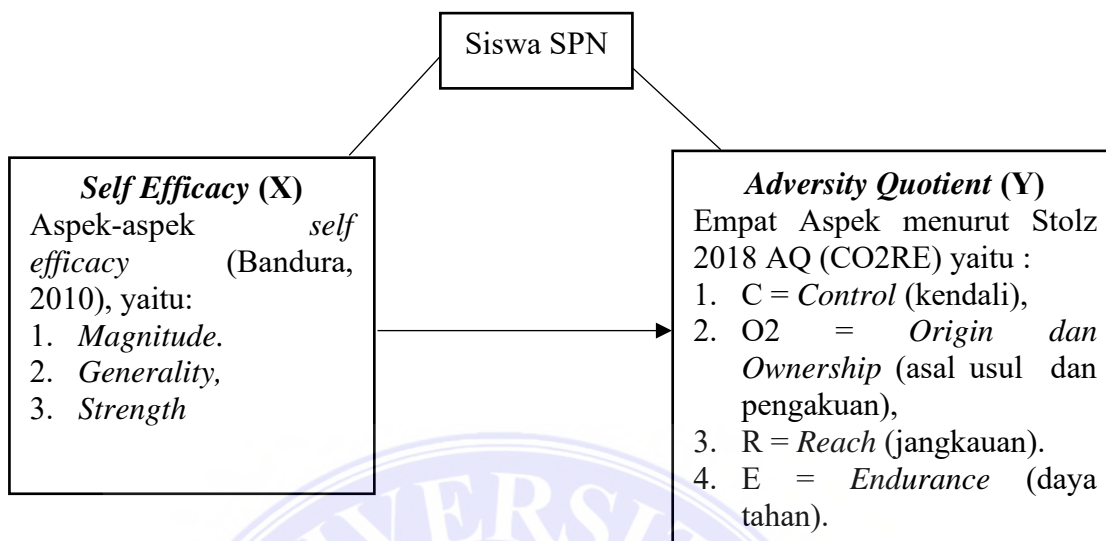 Siswa SPN
Self Efficacy (X)
Aspek-aspek self
efficacy (Bandura,
2010), yaitu:
1. Magnitude.
2. Generality,
3. Strength
Adversity Quotient (Y)
Empat Aspek menurut Stolz
2018 AQ (CO2RE) yaitu :
1. C = Control (kendali),
2. O2 = Origin dan
Ownership (asal usul dan
pengakuan),
3. R = Reach (jangkauan).
4. E = Endurance (daya
tahan).